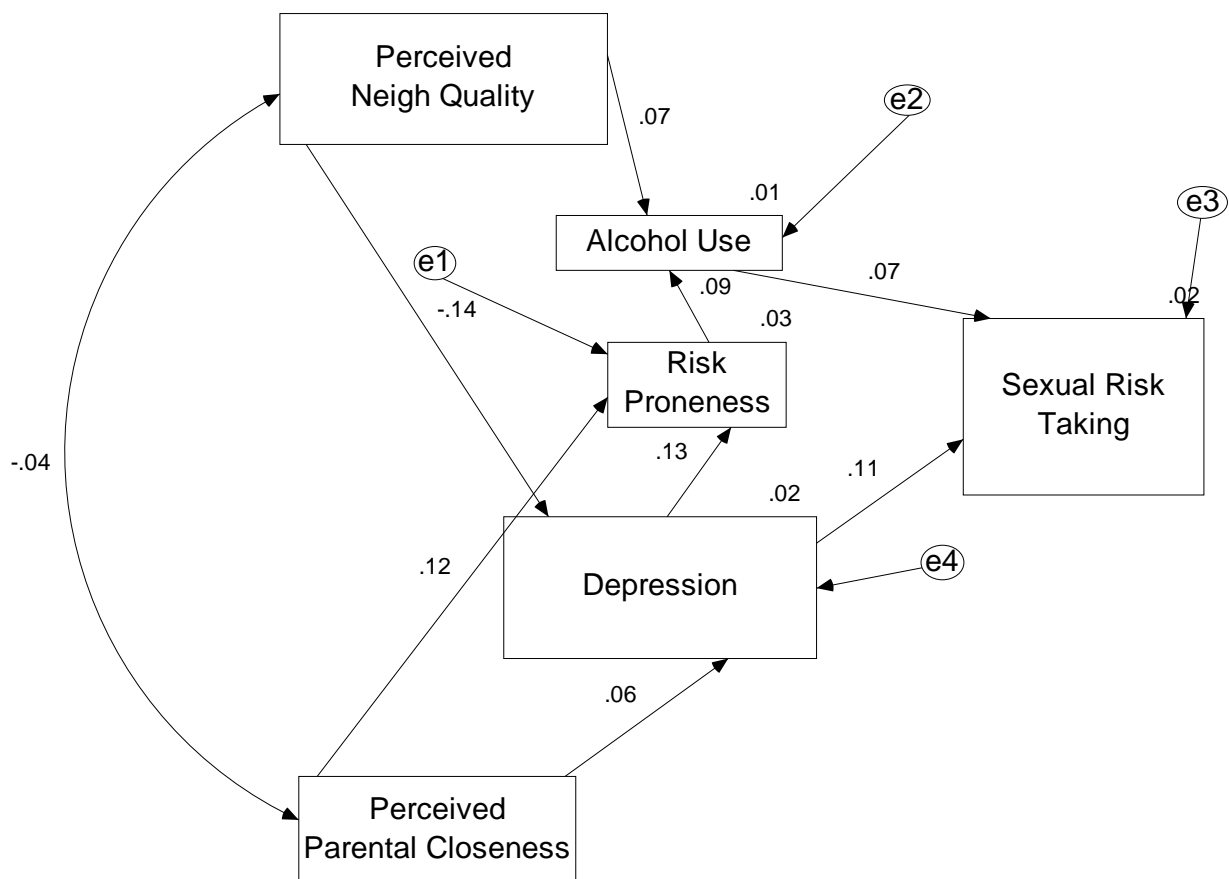 Perceived
Neigh Quality
e2
.07
.01
e3
Alcohol Use
e1
.07
.09
-.14
.03
.02
Risk
Proneness
Sexual Risk
Taking
-.04
.13
.11
.02
.12
Depression
e4
.06
Perceived
Parental Closeness